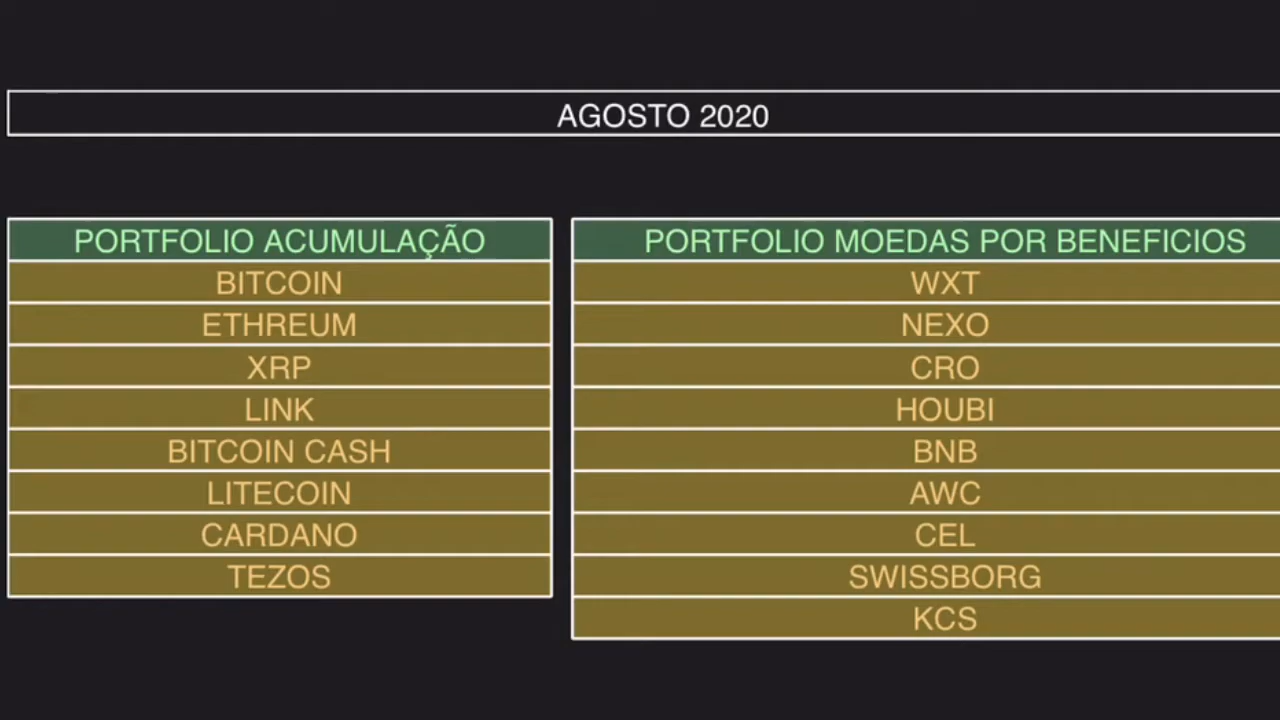 AGOSTO 2020
PORTFOLIO ACUMULAÇÃO
BITCOIN
ETHREUM
XRP
LINK
BITCOIN CASH
LITECOIN
CARDANO
TEZOS
PORTFOLIO MOEDAS POR BENEFICIOS
WXT
NEXO
CRO
HOUBI
BNB
AWC
CEL
SWISSBORG
KCS